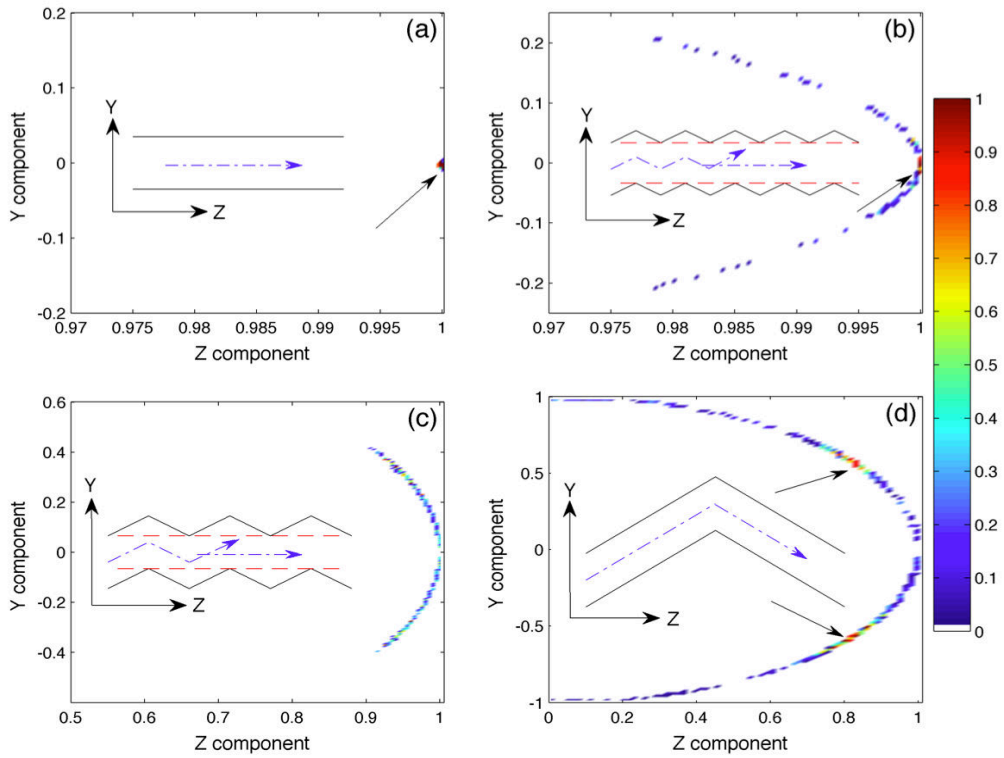 (a)
0.2
0.1
0
-0.1
-0.2
Y component
Y
Z
0.97 0.975 0.98 0.985 0.99 0.995 1
Z component
(b)
0.2
0.1
0
-0.1
-0.2
Y component
Y
Z
0.97 0.975 0.98 0.985 0.99 0.995 1
Z component
1
0.9
0.8
0.7
0.6
0.5
0.4
0.3
0.2
0.1
0
(c)
0.6
0.4
0.2
0
-0.2
-0.4
Y component
Y
Z
0.5 0.6 0.7 0.8 0.9 1
Z component
(d)
1
0.5
0
-0.5
-1
Y component
Y
Z
0 0.2 0.4 0.6 0.8 1
Z component